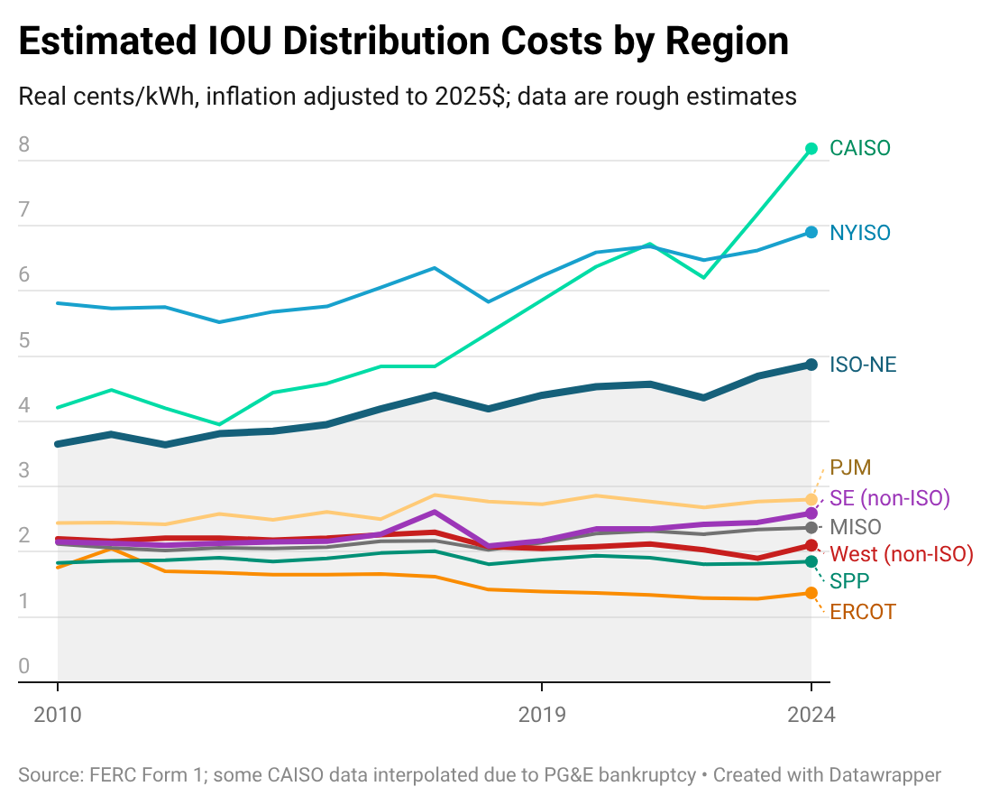 Estimated IOU Distribution Costs by Region
Real cents/kWh, inflation adjusted to 2025$; data are rough estimates
8
CAISO
7
NYISO
6
5
ISO-NE
4
3
PJM
SE (non-ISO)
MISO
2
West (non-ISO)
SPP
1
ERCOT
0
2010 2019 2024
Source: FERC Form 1; some CAISO data interpolated due to PG&E bankruptcy • Created with Datawrapper